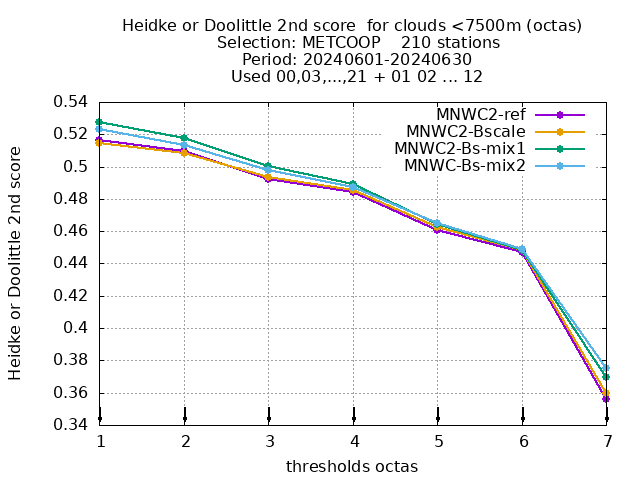 Heidke or Doolittle 2nd score  for clouds <7500m (octas)
Selection: METCOOP    210 stations
Period: 20240601-20240630
Used 00,03,...,21 + 01 02 ... 12
MNWC2-ref
MNWC2-Bscale
MNWC2-Bs-mix1
MNWC-Bs-mix2
Heidke or Doolittle 2nd score
0.54
0.52
0.5
0.48
0.46
0.44
0.42
0.4
0.38
0.36
0.34
1 2 3 4 5 6 7
thresholds octas